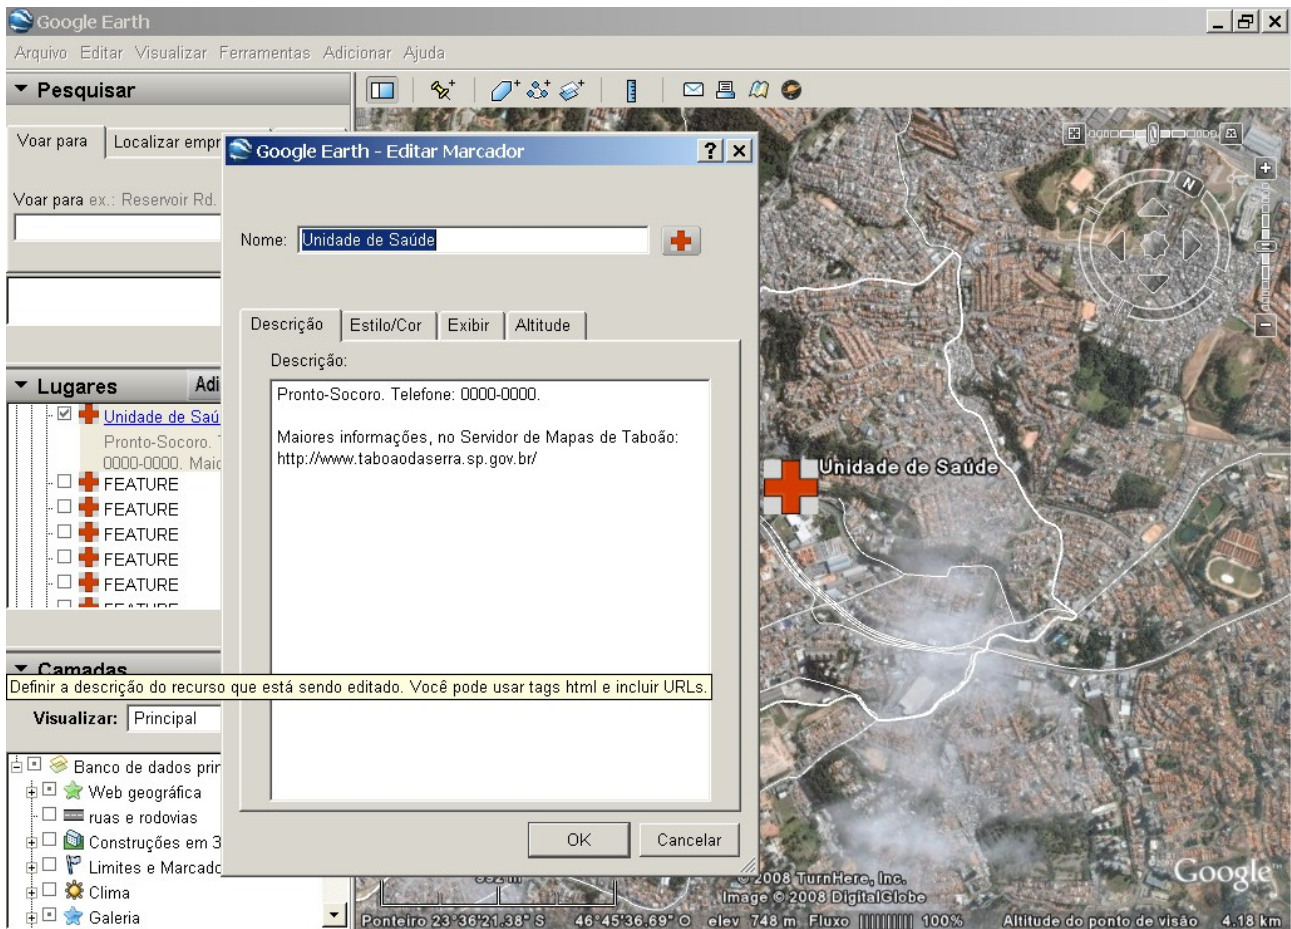 Google Earth
Arquivo Editar Visualizar Ferramentas Adicionar Ajuda
Pesquisar
Voar para
Localizar empr
Voar para ex.: Reservoir Rd.
Google Earth - Editar Marcador
Nome: Unidade de Saúde
Descrição Estilo/Cor Exibir Altitude
Descrição:
Pronto-Socoro. Telefone: 0000-0000.
Maiores informações, no Servidor de Mapas de Taboão:
http://www.taboaodaserra.sp.gov.br/
OK Cancelar
Lugares Adi
Unidade de Saú
Pronto-Socoro. T
0000-0000. Maio
FEATURE
FEATURE
FEATURE
FEATURE
FEATURE
FEATURE
Camadas
Definir a descrição do recurso que está sendo editado. Você pode usar tags html e incluir URLs.
Visualizar: Principal
Banco de dados prin
Web geográfica
ruas e rodovias
Construções em 3
Limites e Marcado
Clima
Galeria
N
Unidade de Saúde
992 m
© 2008 TurnHere, Inc.
Image © 2008 DigitalGlobe
Google™
Ponteiro 23°36'21,38" S 46°45'36,69" O elev 748 m Fluxo |||||||||| 100% Altitude do ponto de visão 4,18 km